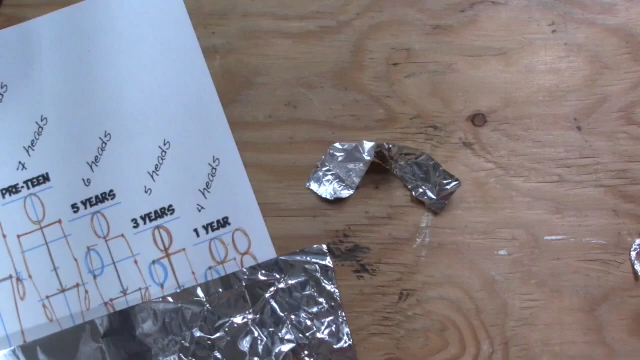 7 heads
PRE-TEEN
6 heads
5 YEARS
5 heads
3 YEARS
4 heads
1 YEAR